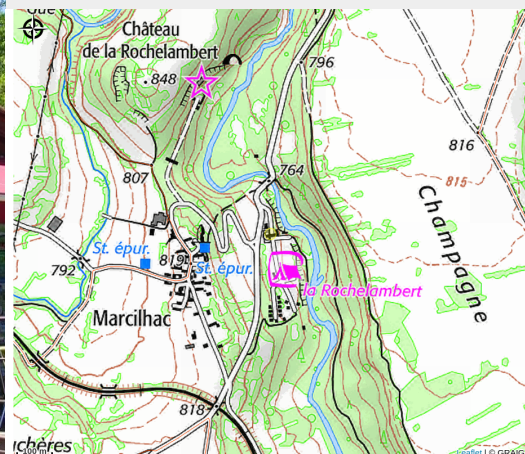 Château
de la Rochelambert
848
796
816
815
764
807
Champagne
St. épur.
819
St. épur.
792
la Rochelambert
Marcilhac
818
100 m
Leaflet | © GRAIG